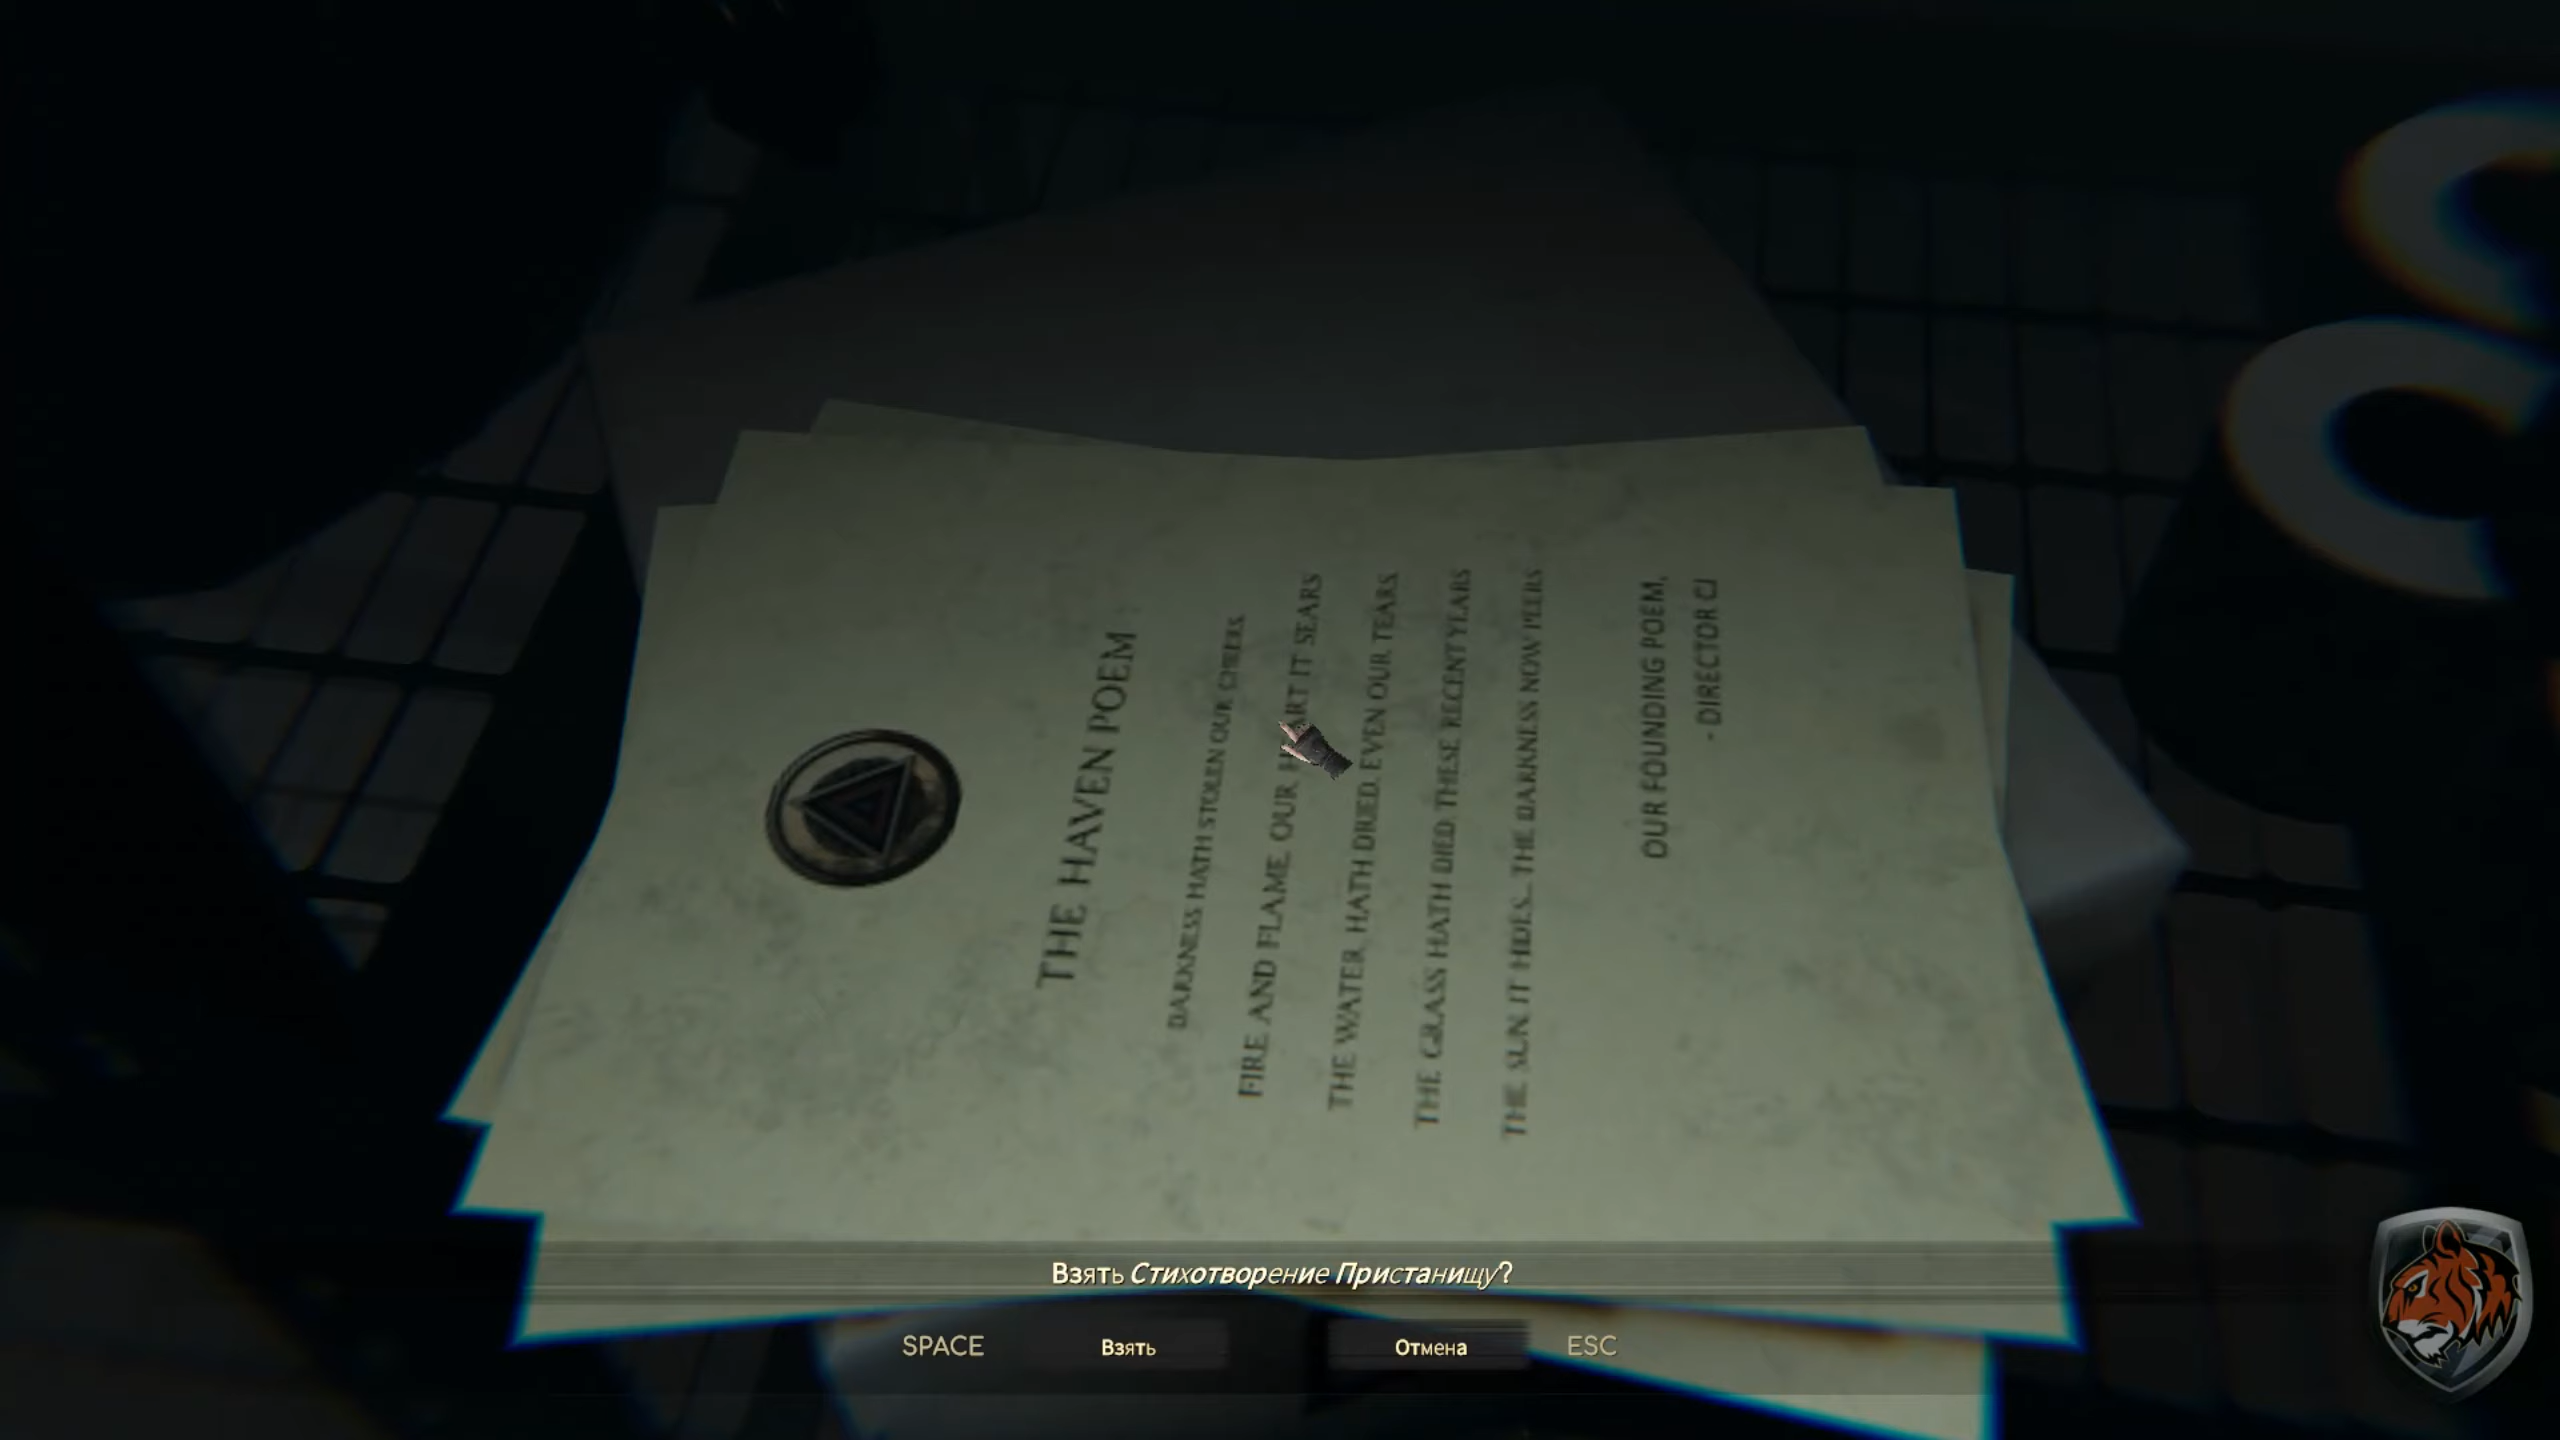 THE HAVEN POEM
DARKNESS HATH STOLEN OUR CHEERS,
FIRE AND FLAME, OUR HEART IT SEARS
THE WATER, HATH DRIED, EVEN OUR TEARS,
THE GRASS HATH DIED, THESE RECENT YEARS
THE SUN, IT HIDES... THE DARKNESS NOW PEERS
OUR FOUNDING POEM,
- DIRECTOR CJ
Взять Стихотворение Пристанищу?
SPACE Взять Отмена ESC